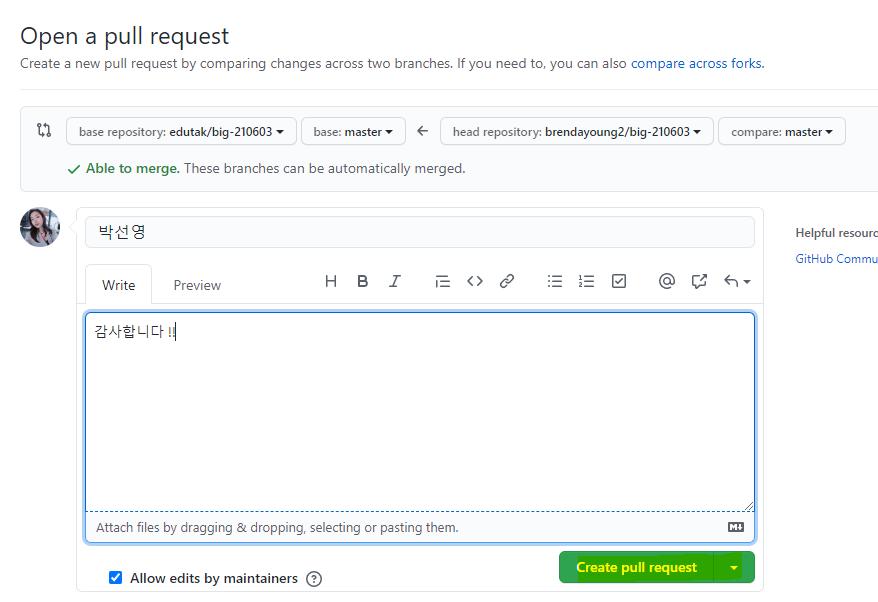 Open a pull request
Create a new pull request by comparing changes across two branches. If you need to, you can also compare across forks.
base repository: edutak/big-210603 base: master head repository: brendayoung2/big-210603 compare: master
Able to merge. These branches can be automatically merged.
박선영
Helpful resourc
Write Preview H B I
GitHub Commu
감사합니다 !!
Attach files by dragging & dropping, selecting or pasting them.
Allow edits by maintainers
Create pull request